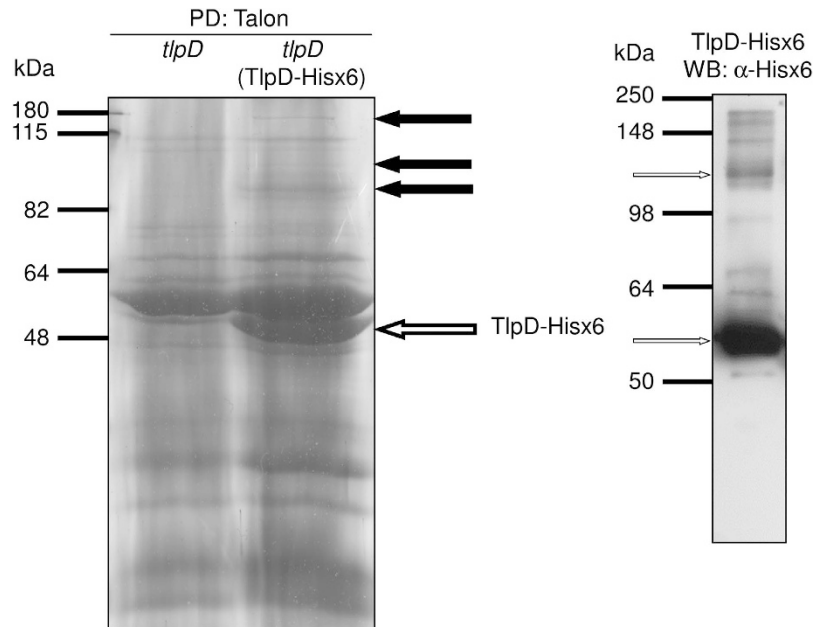 PD: Talon
tlpD
tlpD
(TlpD-Hisx6)
kDa
180
115
82
64
48
TlpD-Hisx6
TlpD-Hisx6
WB: α-Hisx6
kDa
250
148
98
64
50